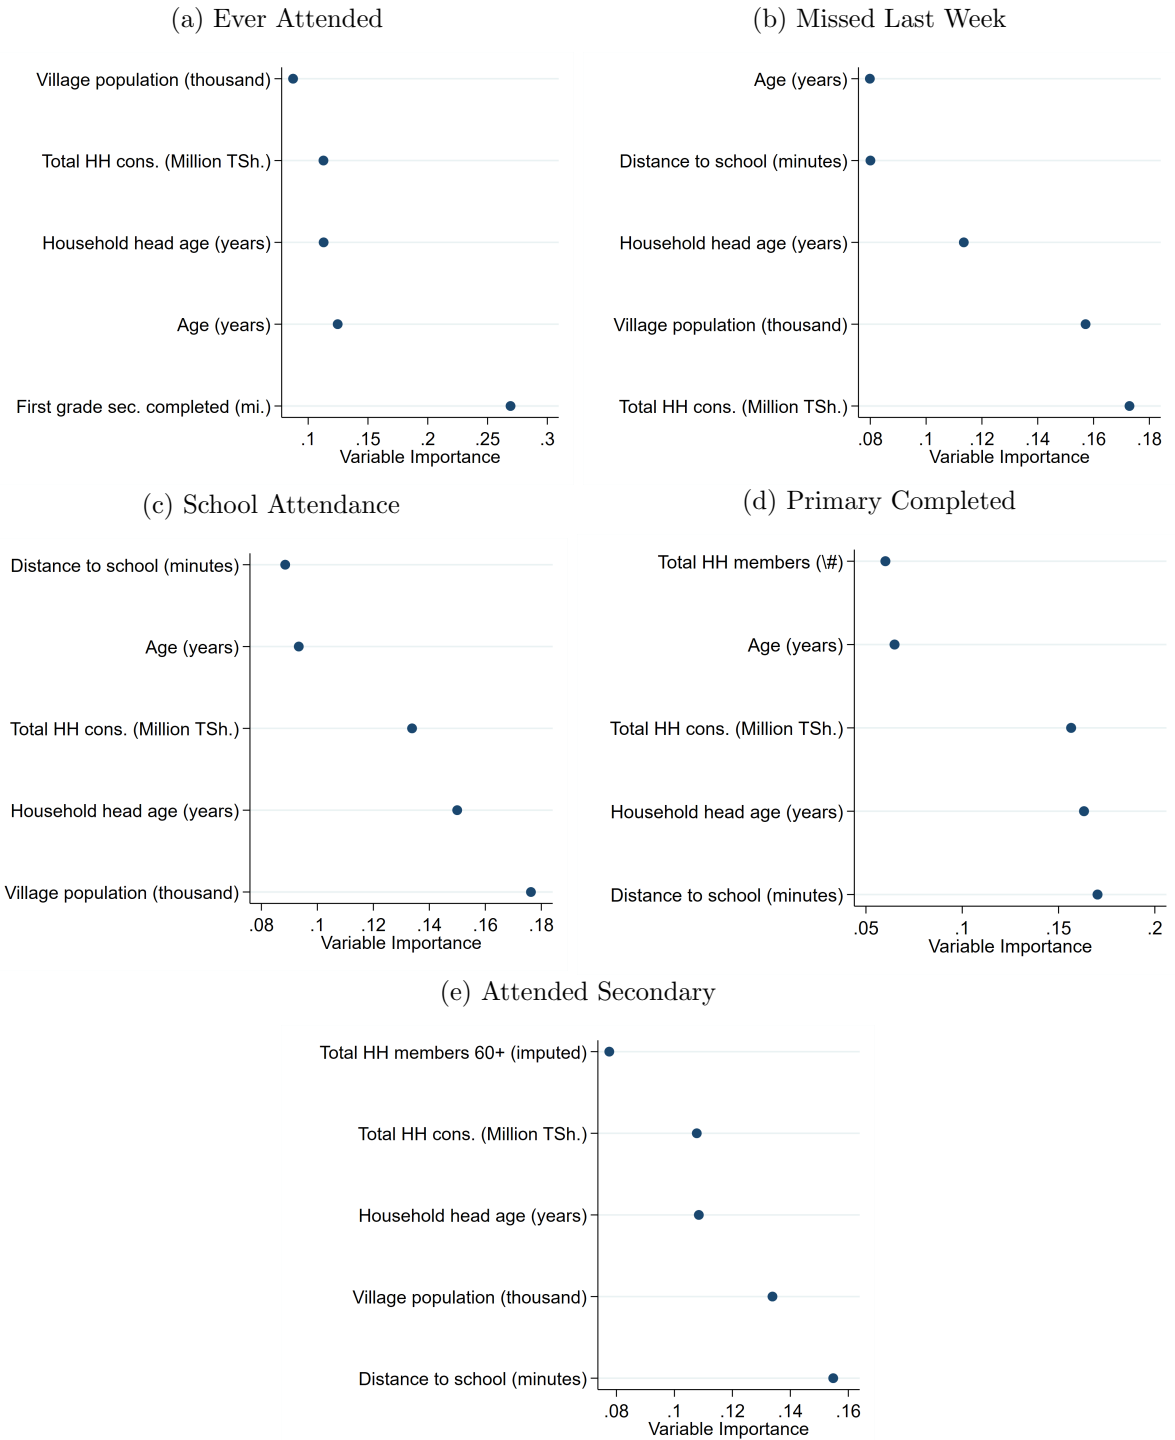 (a) Ever Attended
Village population (thousand)
Total HH cons. (Million TSh.)
Household head age (years)
Age (years)
First grade sec. completed (mi.)
.1 .15 .2 .25 .3
Variable Importance
(b) Missed Last Week
Age (years)
Distance to school (minutes)
Household head age (years)
Village population (thousand)
Total HH cons. (Million TSh.)
.08 .1 .12 .14 .16 .18
Variable Importance
(c) School Attendance
Distance to school (minutes)
Age (years)
Total HH cons. (Million TSh.)
Household head age (years)
Village population (thousand)
.08 .1 .12 .14 .16 .18
Variable Importance
(d) Primary Completed
Total HH members (\#)
Age (years)
Total HH cons. (Million TSh.)
Household head age (years)
Distance to school (minutes)
.05 .1 .15 .2
Variable Importance
(e) Attended Secondary
Total HH members 60+ (imputed)
Total HH cons. (Million TSh.)
Household head age (years)
Village population (thousand)
Distance to school (minutes)
.08 .1 .12 .14 .16
Variable Importance